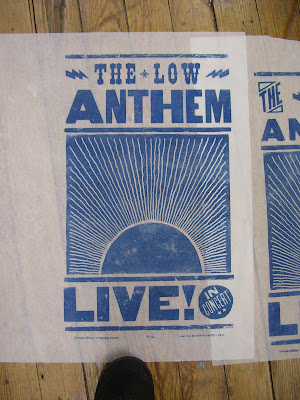 THE LOW
ANTHEM
LIVE!
IN
CONCERT
THE
AN
L